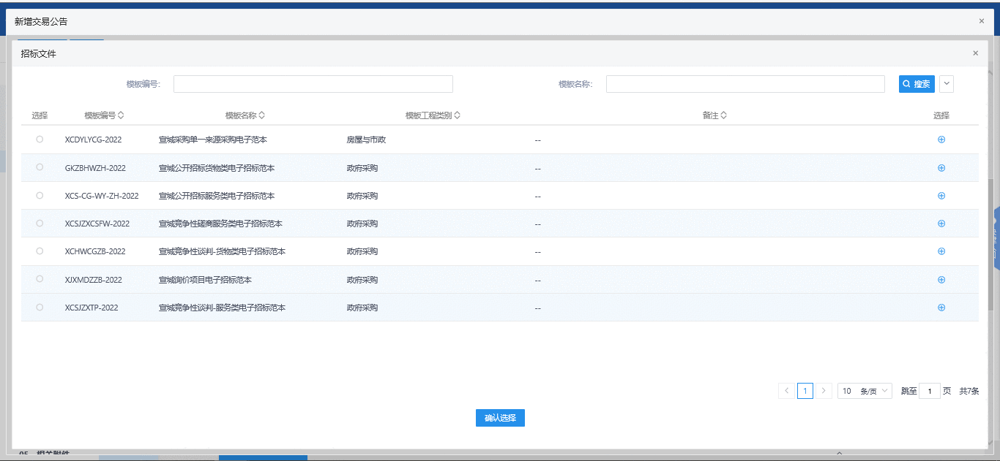 新增交易公告 ×
招标文件 ×
模板编号: 模板名称: 搜索
选择 模板编号 模板名称 模板工程类别 备注 选择
XCDYLYCG-2022 宣城采购单一来源采购电子范本 房屋与市政 --
GKZBHWZH-2022 宣城公开招标货物类电子招标范本 政府采购 --
XCS-CG-WY-ZH-2022 宣城公开招标服务类电子招标范本 政府采购 --
XCSJZXCSFW-2022 宣城竞争性磋商服务类电子招标范本 政府采购 --
XCHWCGZB-2022 宣城竞争性谈判-货物类电子招标范本 政府采购 --
XJXMDZZB-2022 宣城询价项目电子招标范本 政府采购 --
XCSJZXTP-2022 宣城竞争性谈判-服务类电子招标范本 政府采购 --
1 10 条/页 跳至 1 页 共7条
确认选择
05 相关附件